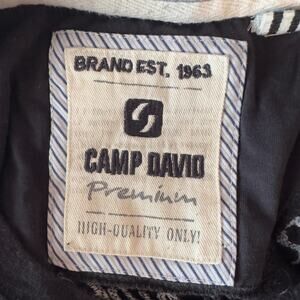 BRAND EST. 1963
CAMP DAVID
Premium
HIGH-QUALITY ONLY!